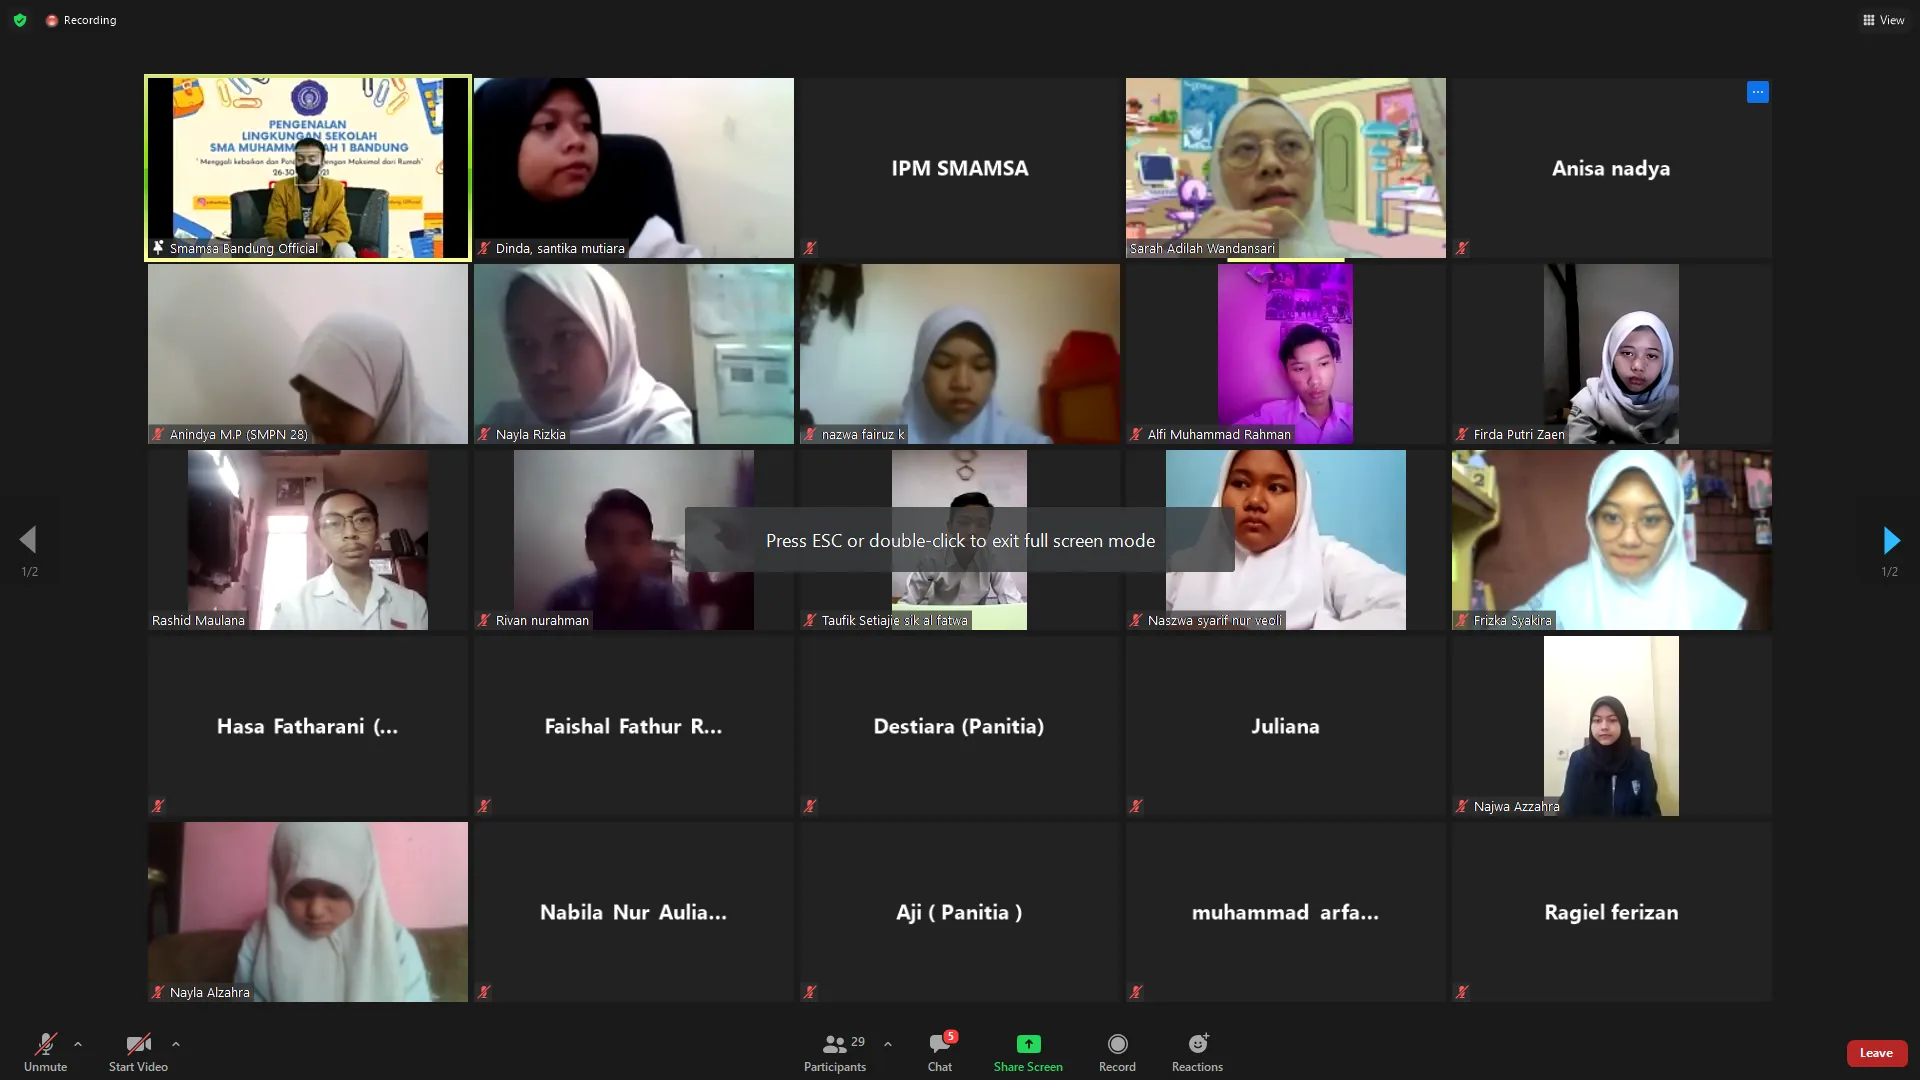 Recording
View
PENGENALAN
LINGKUNGAN SEKOLAH
SMA MUHAMM AH 1 BANDUNG
" Menggali kebaikan dan Pot engan Maksimal dari Rumah"
26-30 21
Smamsa Bandung Official
Dinda, santika mutiara
IPM SMAMSA
Sarah Adilah Wandansari
Anisa nadya
Anindya M.P (SMPN 28)
Nayla Rizkia
nazwa fairuz k
Alfi Muhammad Rahman
Firda Putri Zaen
2
Press ESC or double-click to exit full screen mode
1/2
1/2
Rashid Maulana
Rivan nurahman
Taufik Setiajie sik al fatwa
Naszwa syarif nur veoli
Frizka Syakira
Hasa Fatharani (...
Faishal Fathur R...
Destiara (Panitia)
Juliana
Najwa Azzahra
Nayla Alzahra
Nabila Nur Aulia...
Aji ( Panitia )
muhammad arfa...
Ragiel ferizan
Unmute
Start Video
29
Participants
5
Chat
Share Screen
Record
Reactions
Leave